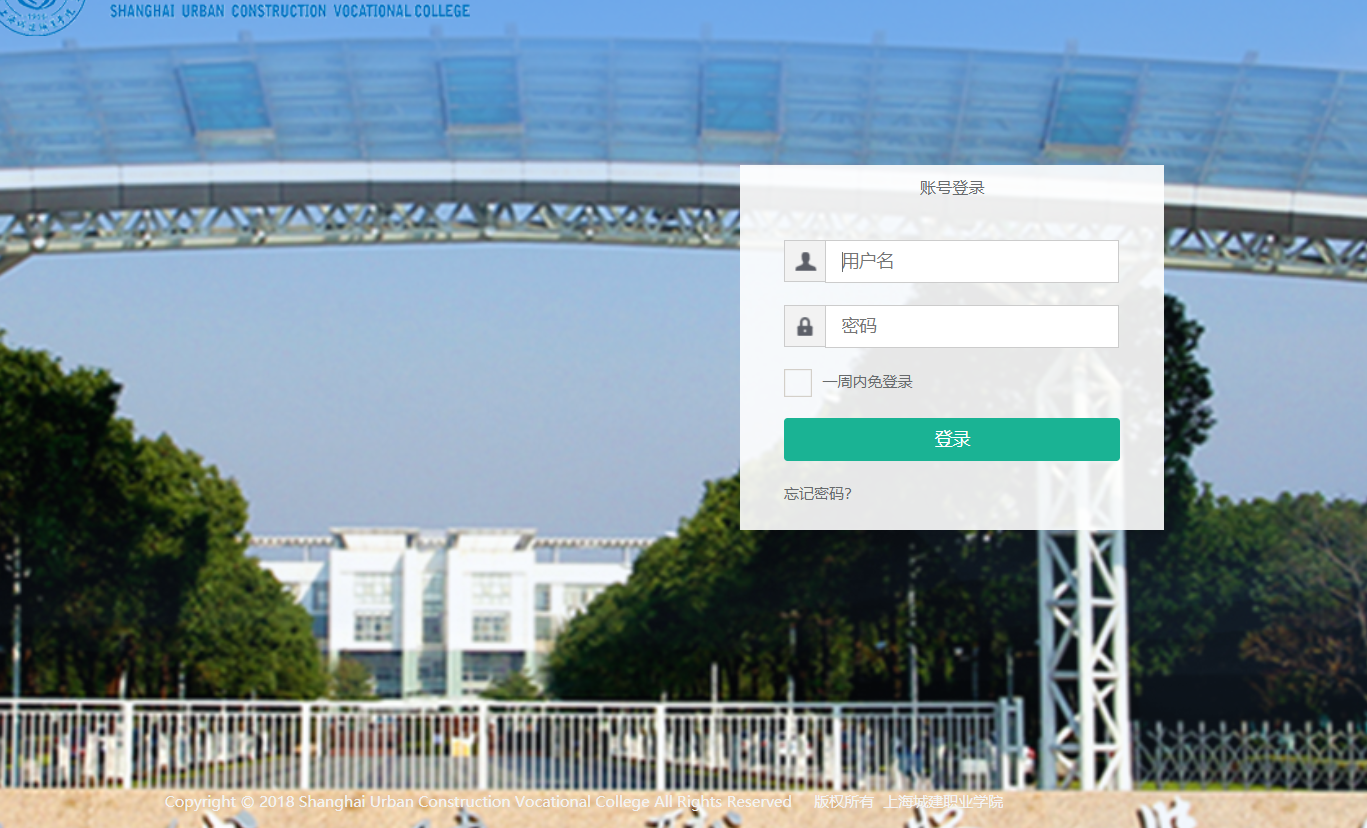 SHANGHAI URBAN CONSTRUCTION VOCATIONAL COLLEGE
账号登录
用户名
密码
一周内免登录
登录
忘记密码?
Copyright © 2018 Shanghai Urban Construction Vocational College All Rights Reserved 版权所有 上海城建职业学院